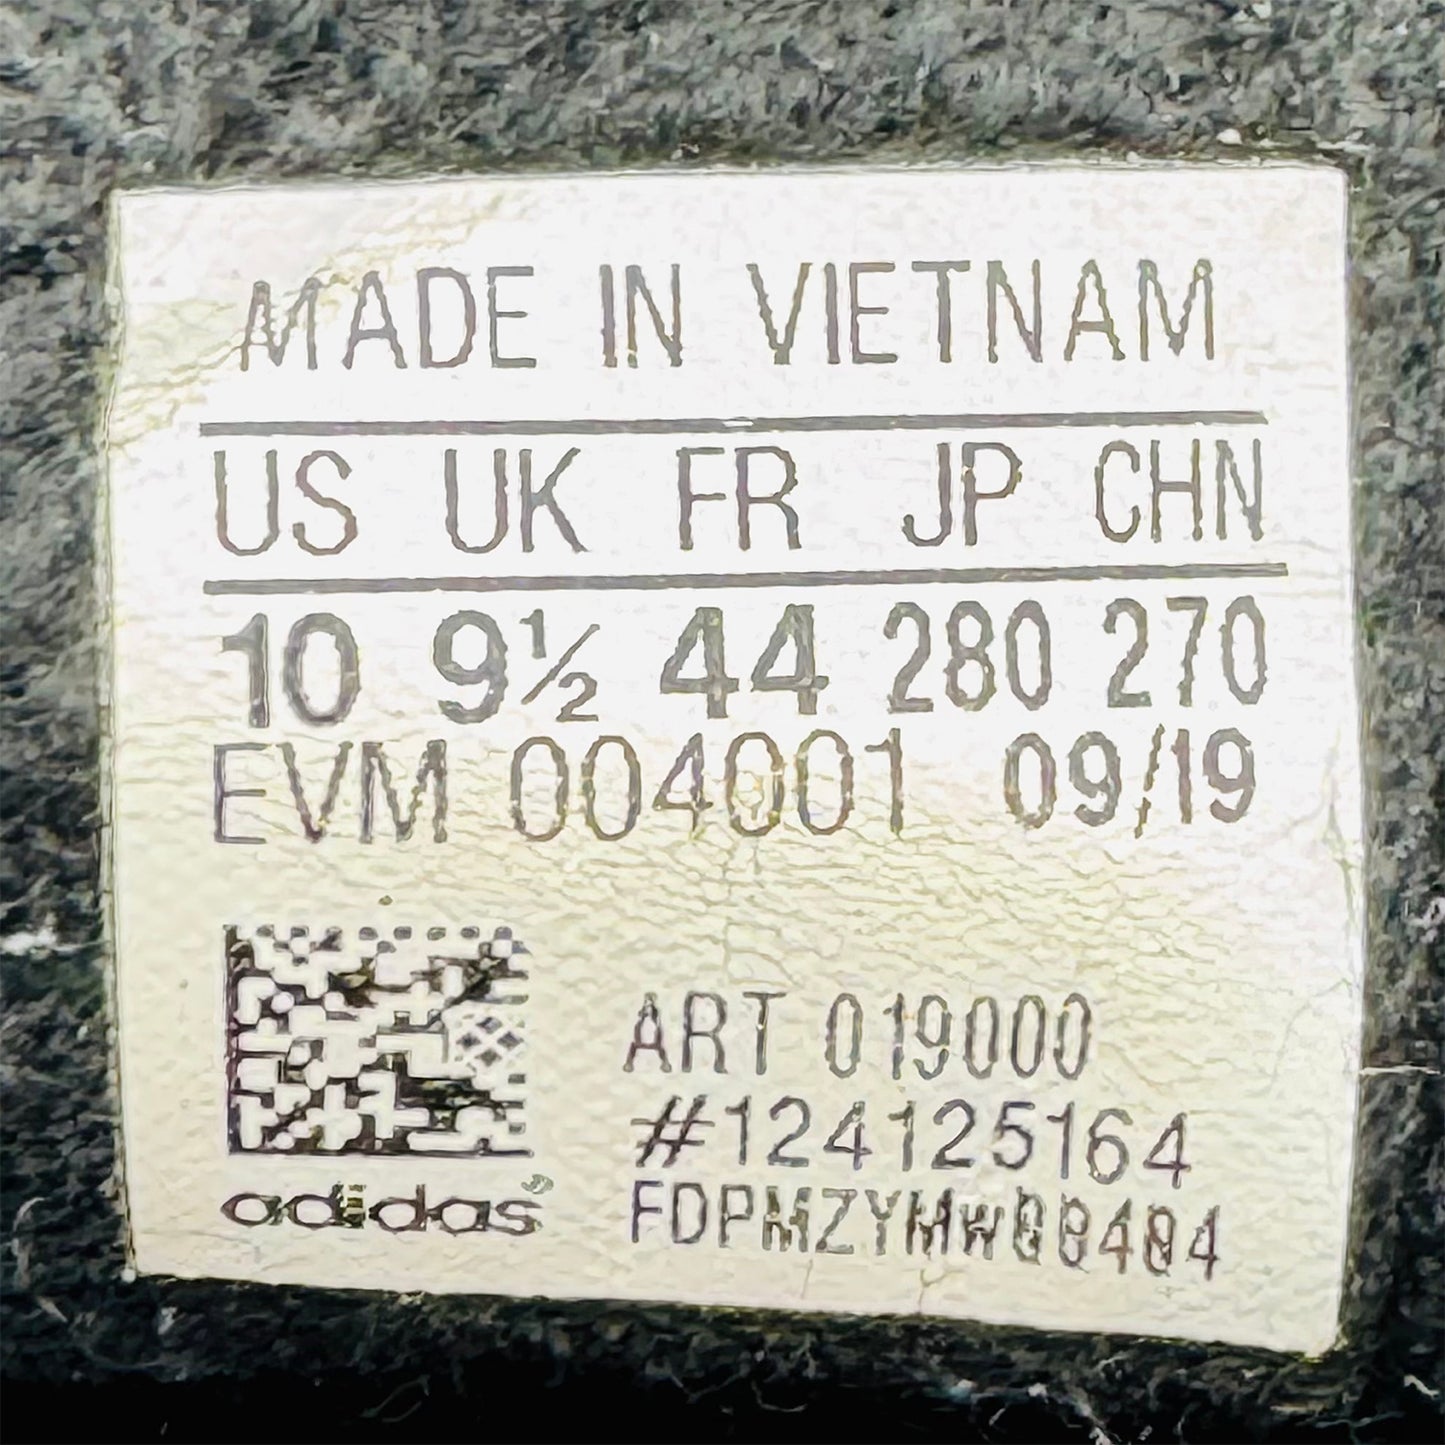 MADE IN VIETNAM
US UK FR JP CHN
10 9½ 44 280 270
EVM 004001 09/19
ART 019000
#124125164
adidas